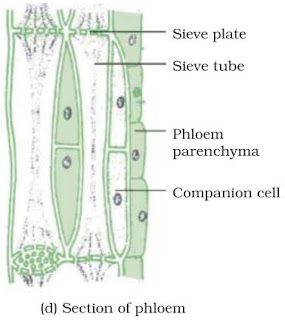 Sieve plate
Sieve tube
Phloem
parenchyma
Companion cell
(d) Section of phloem